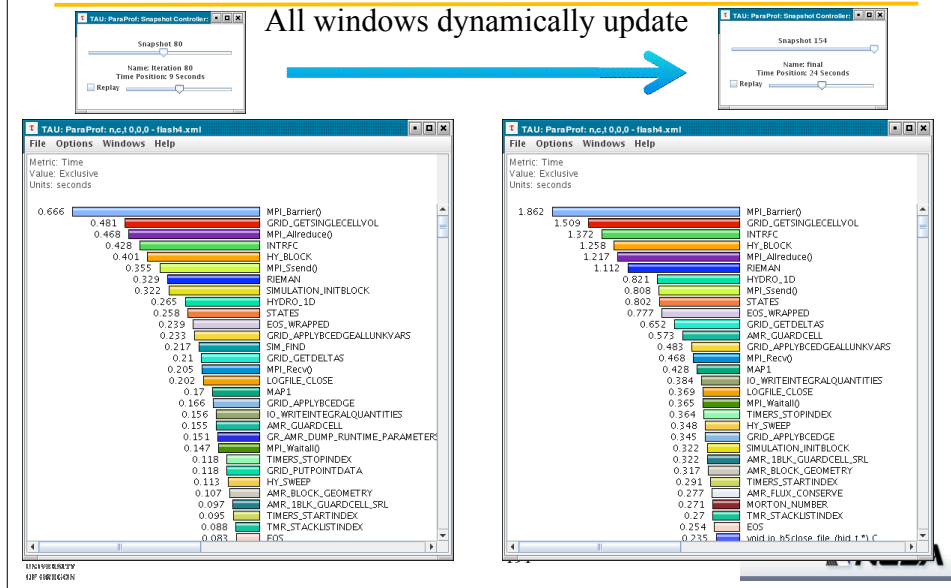 All windows dynamically update
TAU: ParaProf: Snapshot Controller:
Snapshot 80
Name: Iteration 80
Time Position: 9 Seconds
Replay
TAU: ParaProf: Snapshot Controller:
Snapshot 154
Name: final
Time Position: 24 Seconds
Replay
TAU: ParaProf: n,c,t 0,0,0 - flash4.xml
File Options Windows Help
Metric: Time
Value: Exclusive
Units: seconds
0.666 MPI_Barrier()
0.481 GRID_GETSINGLECELLVOL
0.468 MPI_Allreduce()
0.428 INTRFC
0.401 HY_BLOCK
0.355 MPI_Ssend()
0.329 RIEMAN
0.322 SIMULATION_INITBLOCK
0.265 HYDRO_1D
0.258 STATES
0.239 EOS_WRAPPED
0.233 GRID_APPLYBCEDGEALLUNKVARS
0.217 SIM_FIND
0.21 GRID_GETDELTAS
0.205 MPI_Recv()
0.202 LOGFILE_CLOSE
0.17 MAP1
0.166 GRID_APPLYBCEDGE
0.156 IO_WRITEINTEGRALQUANTITIES
0.155 AMR_GUARDCELL
0.151 GR_AMR_DUMP_RUNTIME_PARAMETERS
0.147 MPI_Waitall()
0.118 TIMERS_STOPINDEX
0.118 GRID_PUTPOINTDATA
0.113 HY_SWEEP
0.107 AMR_BLOCK_GEOMETRY
0.097 AMR_1BLK_GUARDCELL_SRL
0.095 TIMERS_STARTINDEX
0.088 TMR_STACKLISTINDEX
0.083 EOS
TAU: ParaProf: n,c,t 0,0,0 - flash4.xml
File Options Windows Help
Metric: Time
Value: Exclusive
Units: seconds
1.862 MPI_Barrier()
1.509 GRID_GETSINGLECELLVOL
1.372 INTRFC
1.258 HY_BLOCK
1.217 MPI_Allreduce()
1.112 RIEMAN
0.821 HYDRO_1D
0.808 MPI_Ssend()
0.802 STATES
0.777 EOS_WRAPPED
0.652 GRID_GETDELTAS
0.573 AMR_GUARDCELL
0.483 GRID_APPLYBCEDGEALLUNKVARS
0.468 MPI_Recv()
0.428 MAP1
0.384 IO_WRITEINTEGRALQUANTITIES
0.369 LOGFILE_CLOSE
0.365 MPI_Waitall()
0.364 TIMERS_STOPINDEX
0.348 HY_SWEEP
0.345 GRID_APPLYBCEDGE
0.322 SIMULATION_INITBLOCK
0.322 AMR_1BLK_GUARDCELL_SRL
0.317 AMR_BLOCK_GEOMETRY
0.291 TIMERS_STARTINDEX
0.277 AMR_FLUX_CONSERVE
0.271 MORTON_NUMBER
0.27 TMR_STACKLISTINDEX
0.254 EOS
0.235 void io_h5close_file_(hid_t *) C
UNIVERSITY
OF OREGON